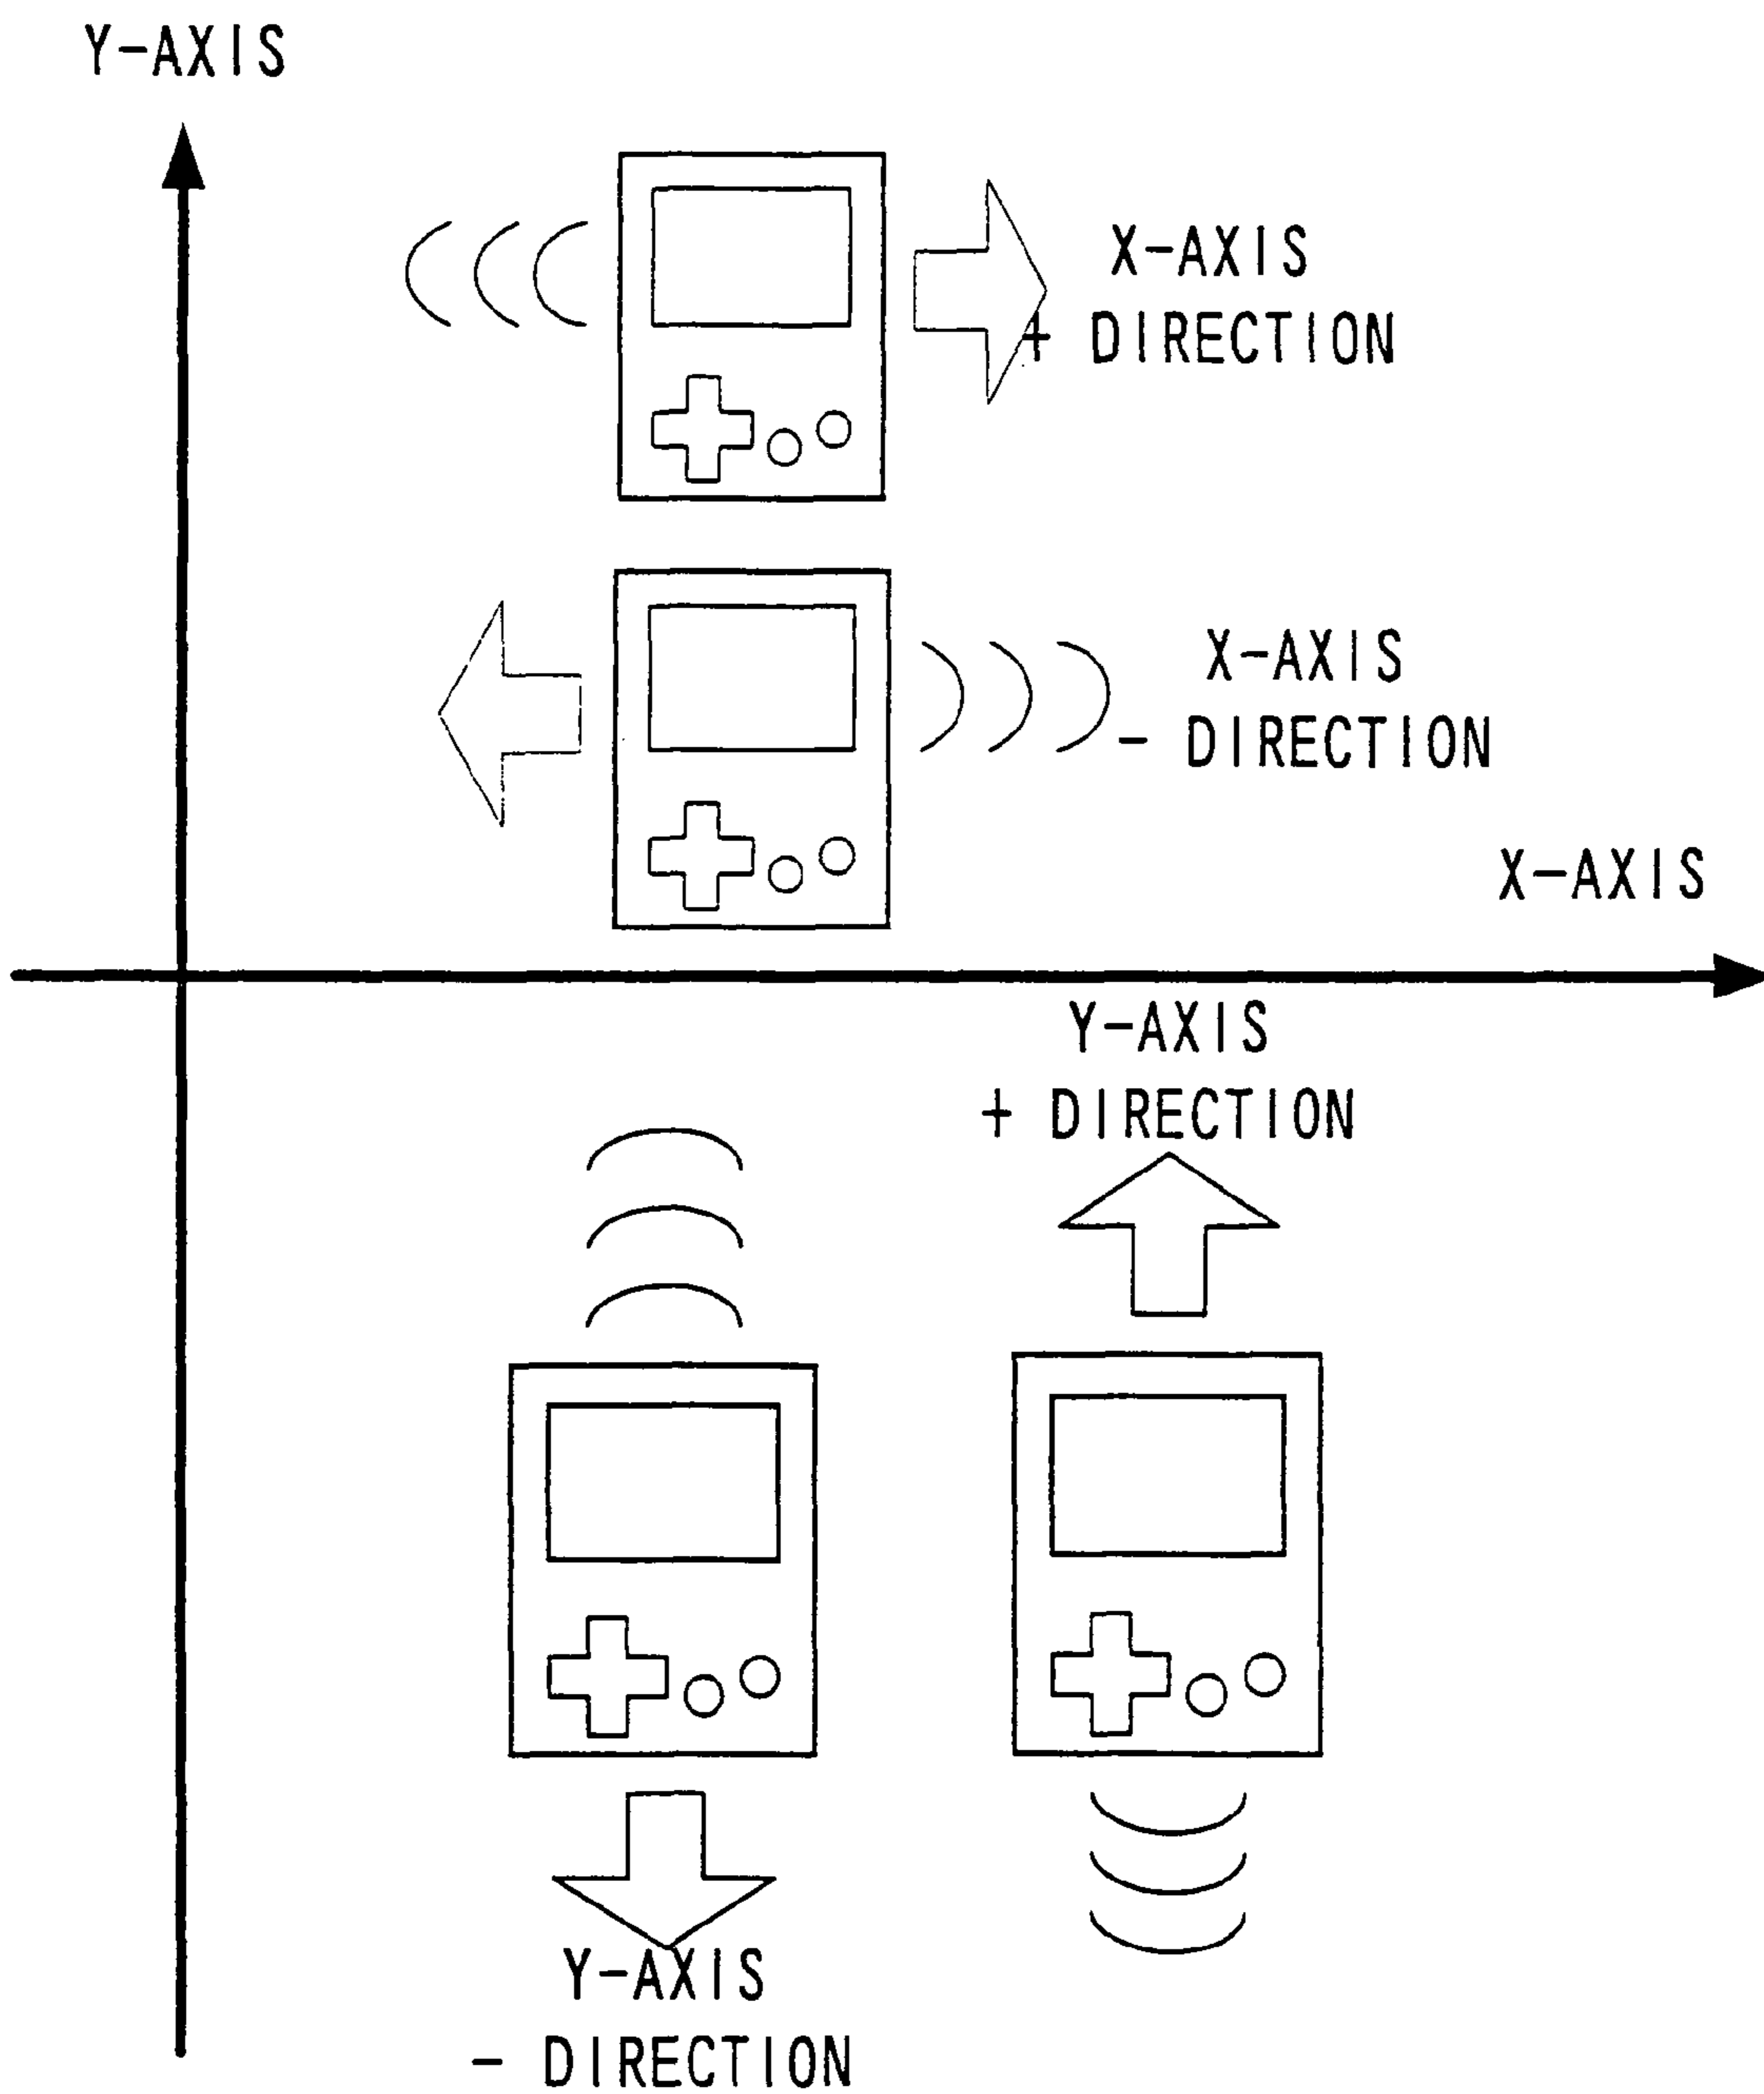 Y-AXIS
X-AXIS
+ DIRECTION
X-AXIS
- DIRECTION
X-AXIS
Y-AXIS
+ DIRECTION
Y-AXIS
- DIRECTION